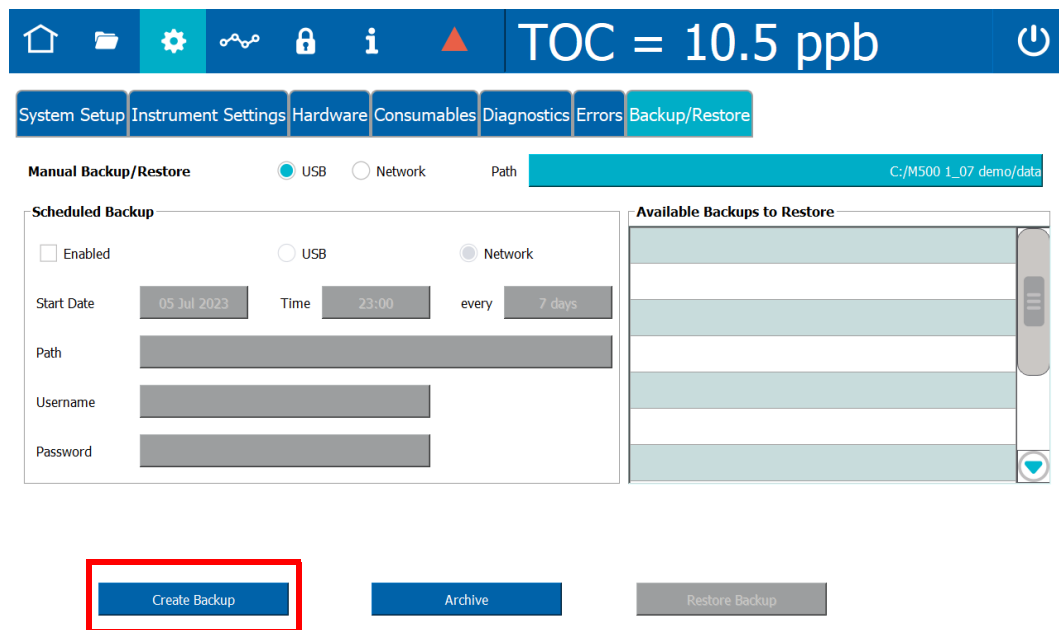 TOC = 10.5 ppb
System Setup Instrument Settings Hardware Consumables Diagnostics Errors Backup/Restore
Manual Backup/Restore USB Network Path C:/M500 1_07 demo/data
Scheduled Backup Available Backups to Restore
Enabled USB Network
Start Date 05 Jul 2023 Time 23:00 every 7 days
Path
Username
Password
Create Backup Archive Restore Backup